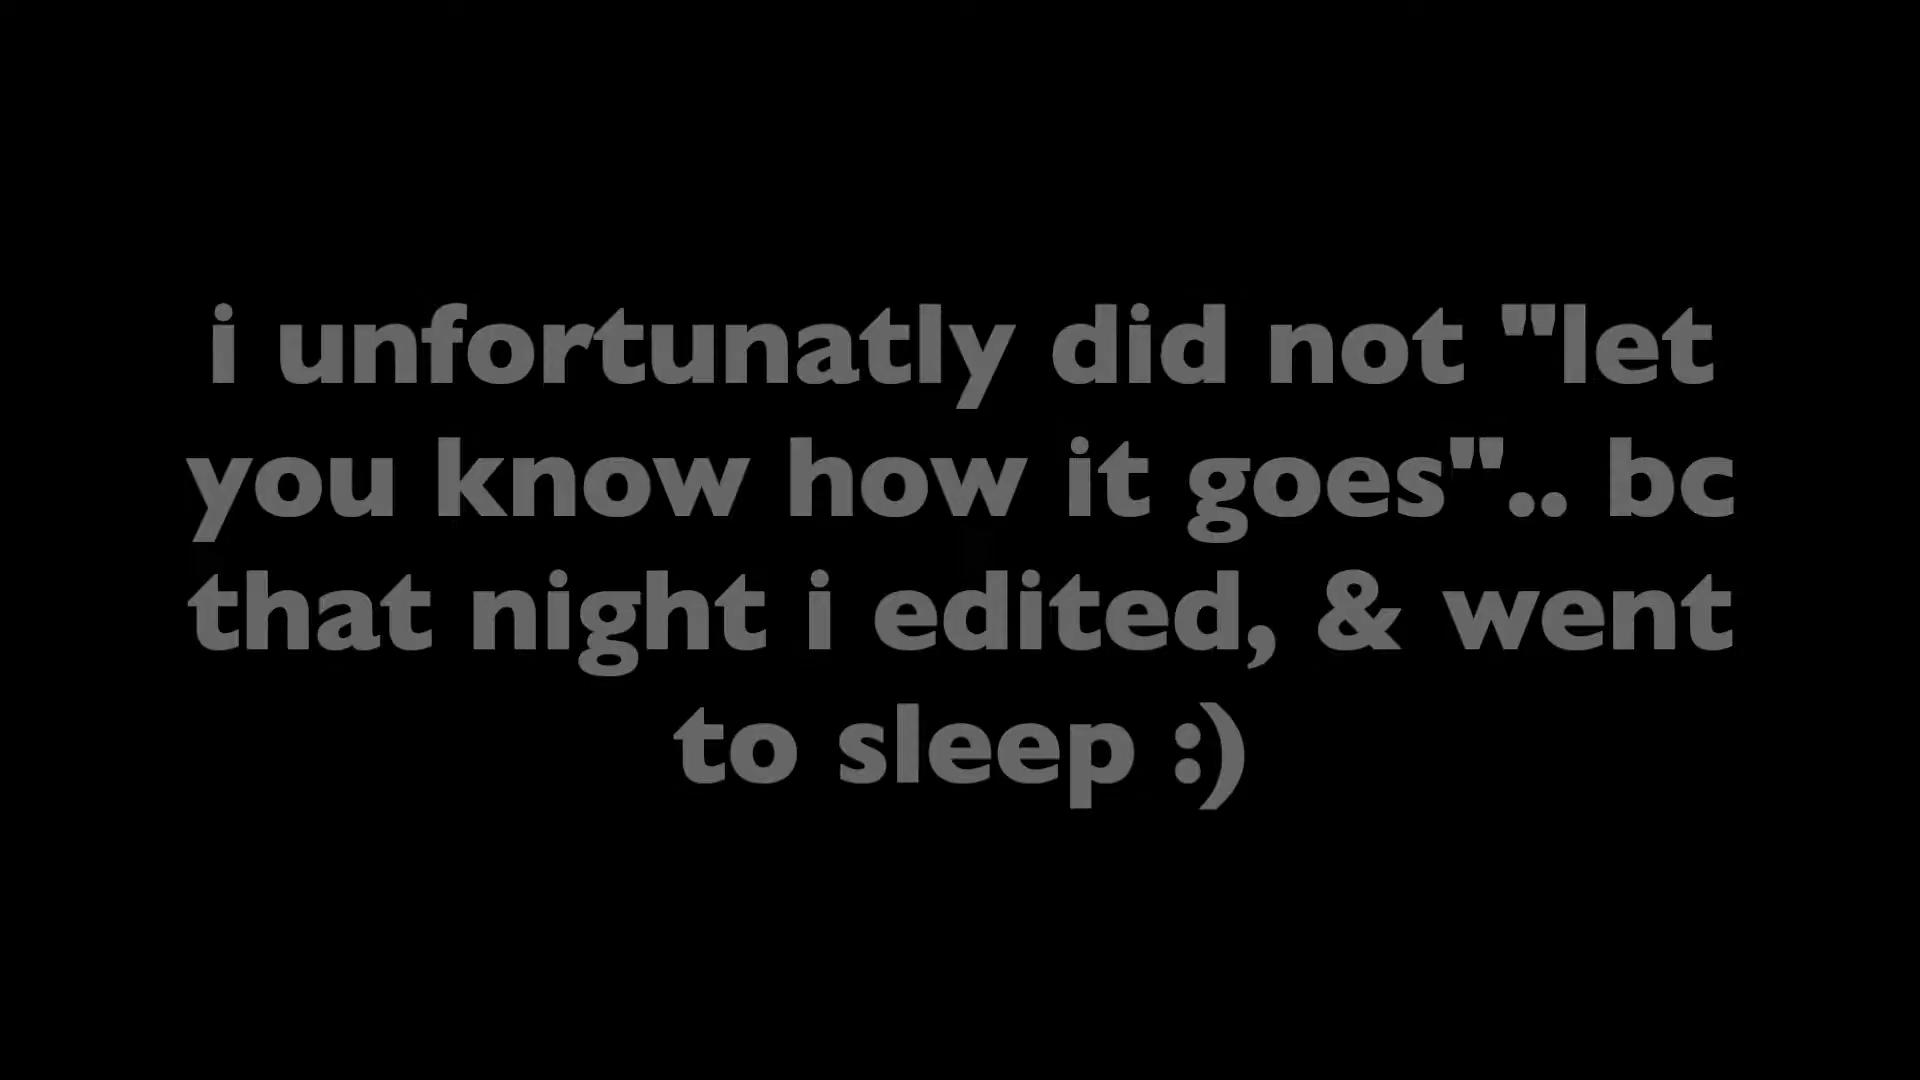 i unfortunatly did not "let
you know how it goes".. bc
that night i edited, & went
to sleep :)